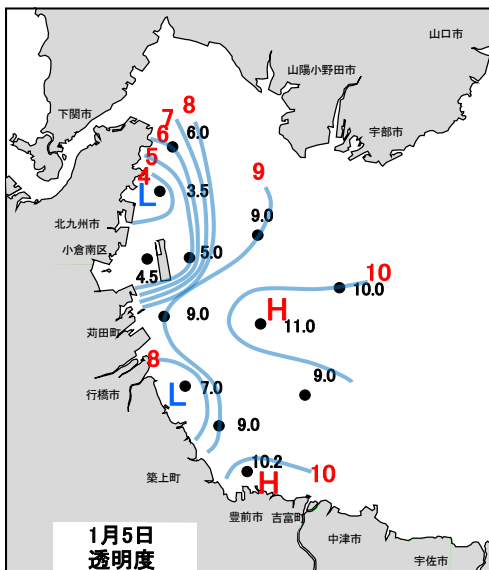 山口市
山陽小野田市
下関市
宇部市
8
7
6
6.0
5
4
L
3.5
9
北九州市
9.0
小倉南区
5.0
4.5
10
10.0
H
11.0
9.0
苅田町
8
9.0
行橋市
L
7.0
9.0
10.2
10
築上町
H
豊前市
吉富町
中津市
宇佐市
1月5日
透明度